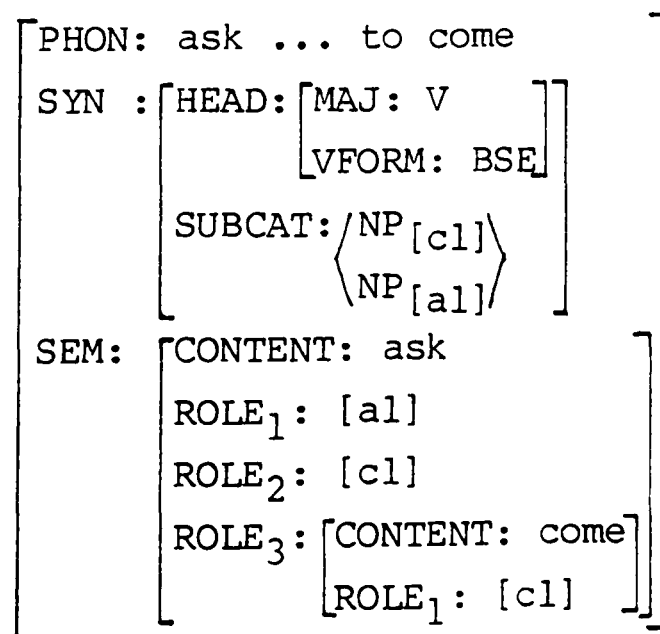 PHON: ask ... to come
SYN : HEAD: MAJ: V
VFORM: BSE
SUBCAT: NP[cl]
NP[al]
SEM: CONTENT: ask
ROLE1: [al]
ROLE2: [cl]
ROLE3: CONTENT: come
ROLE1: [cl]